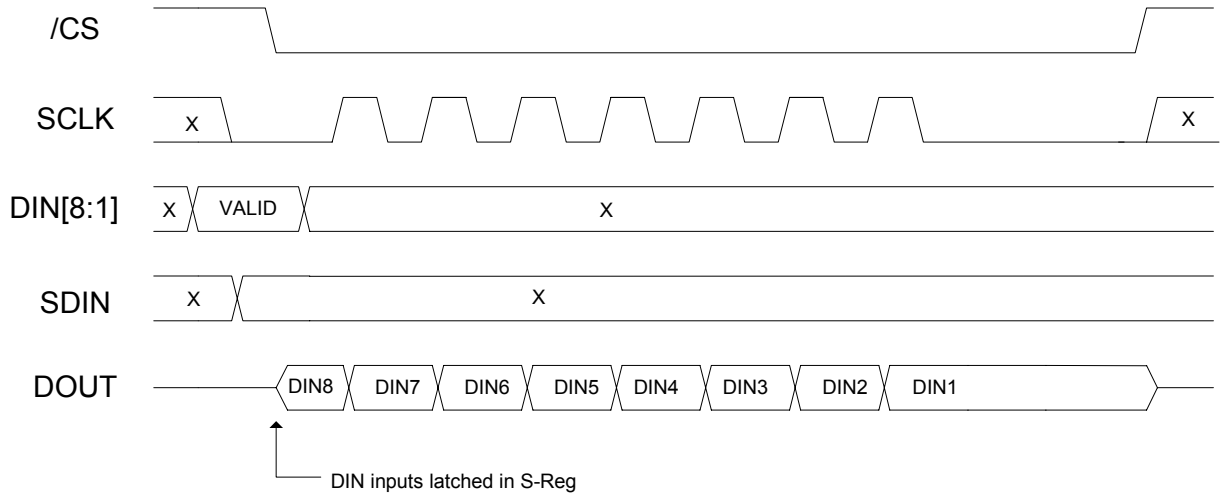 /CS
SCLK X X
DIN[8:1] X VALID X
SDIN X X
DOUT DIN8 DIN7 DIN6 DIN5 DIN4 DIN3 DIN2 DIN1
DIN inputs latched in S-Reg